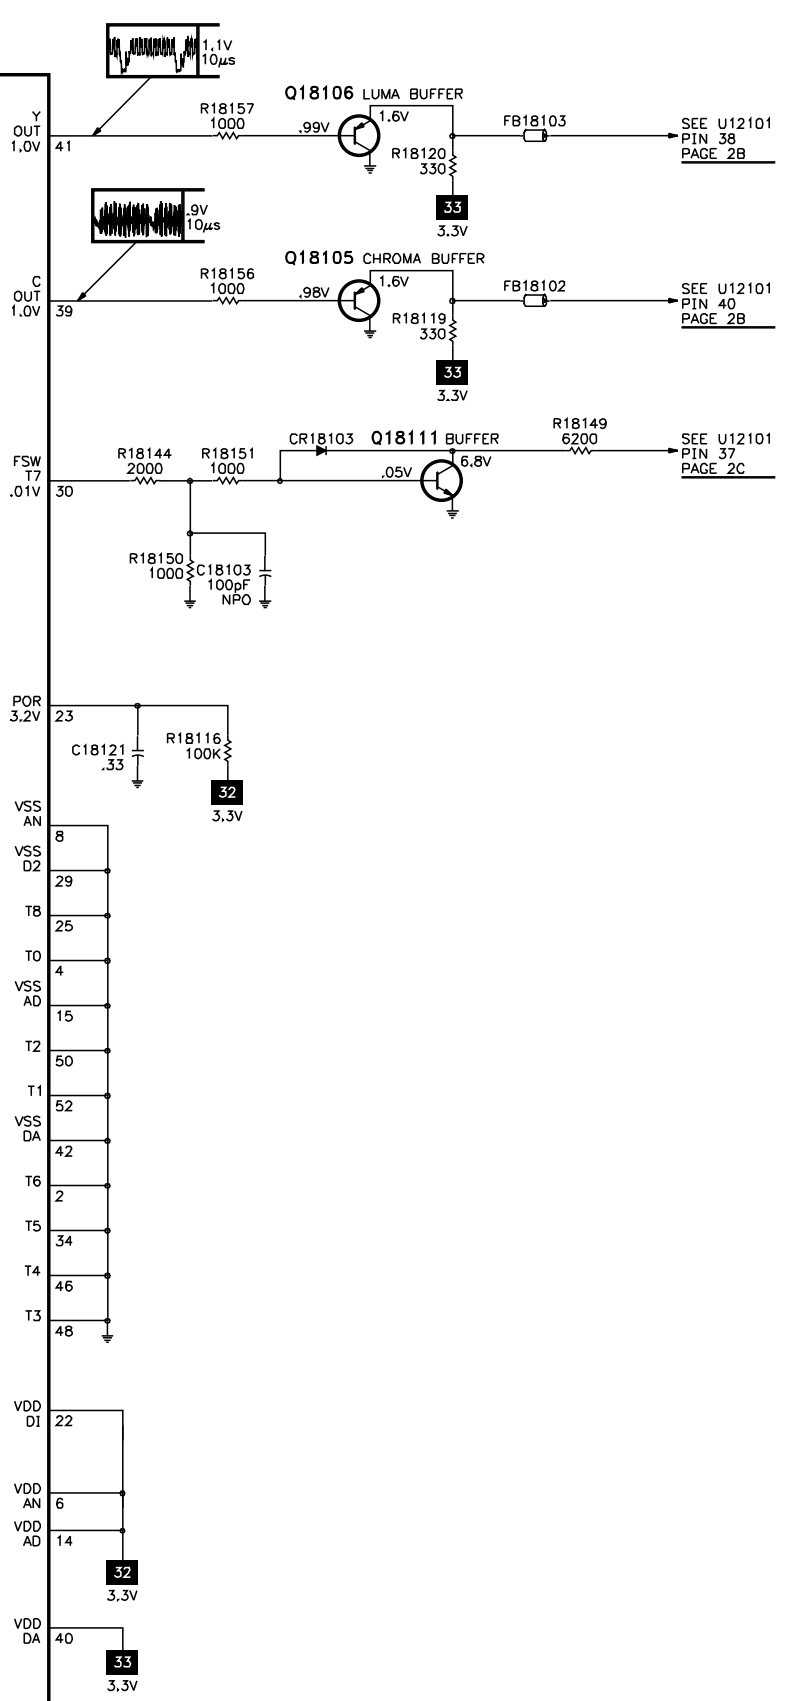 1.1V
10µs
Q18106 LUMA BUFFER
Y
OUT
1.0V
41
R18157
1000
.99V
1.6V
R18120
330
33
3.3V
FB18103
SEE U12101
PIN 38
PAGE 2B
.9V
10µs
Q18105 CHROMA BUFFER
C
OUT
1.0V
39
R18156
1000
.98V
1.6V
R18119
330
33
3.3V
FB18102
SEE U12101
PIN 40
PAGE 2B
FSW
T7
.01V
30
R18144
2000
R18151
1000
CR18103
Q18111 BUFFER
.05V
6.8V
R18149
6200
SEE U12101
PIN 37
PAGE 2C
R18150
1000
C18103
100pF
NPO
POR
3.2V
23
C18121
.33
R18116
100K
32
3.3V
VSS
AN
8
VSS
D2
29
T8
25
T0
4
VSS
AD
15
T2
50
T1
52
VSS
DA
42
T6
2
T5
34
T4
46
T3
48
VDD
DI
22
VDD
AN
6
VDD
AD
14
32
3.3V
VDD
DA
40
33
3.3V